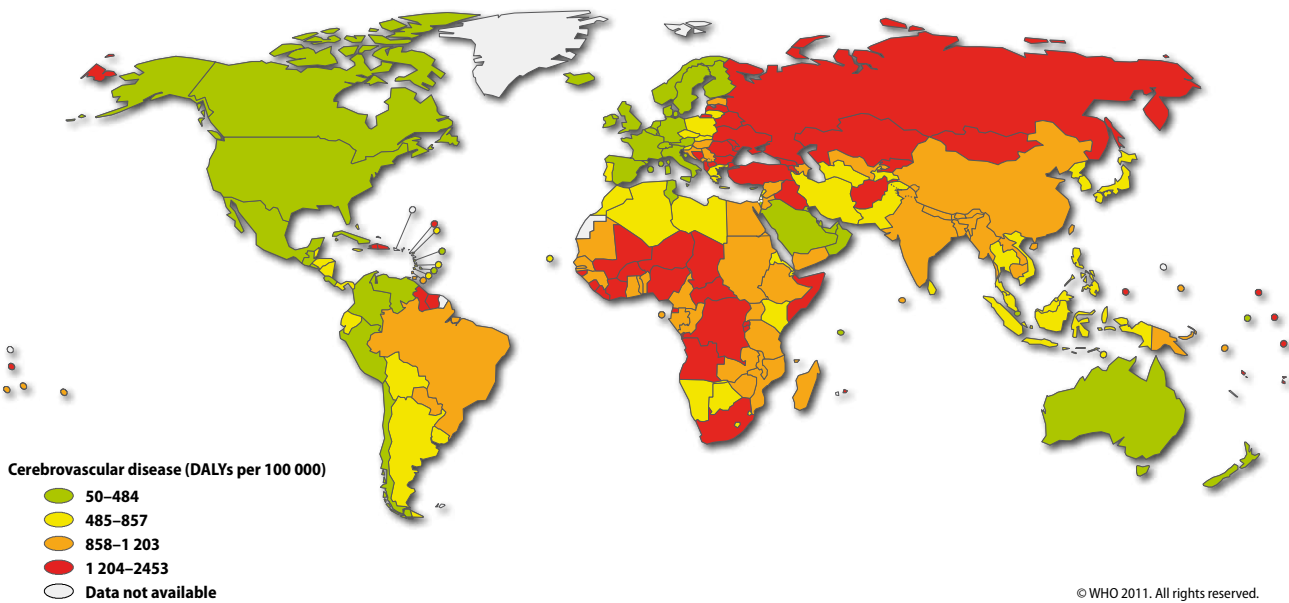 Cerebrovascular disease (DALYs per 100 000)
50–484
485–857
858–1 203
1 204–2453
Data not available
© WHO 2011. All rights reserved.